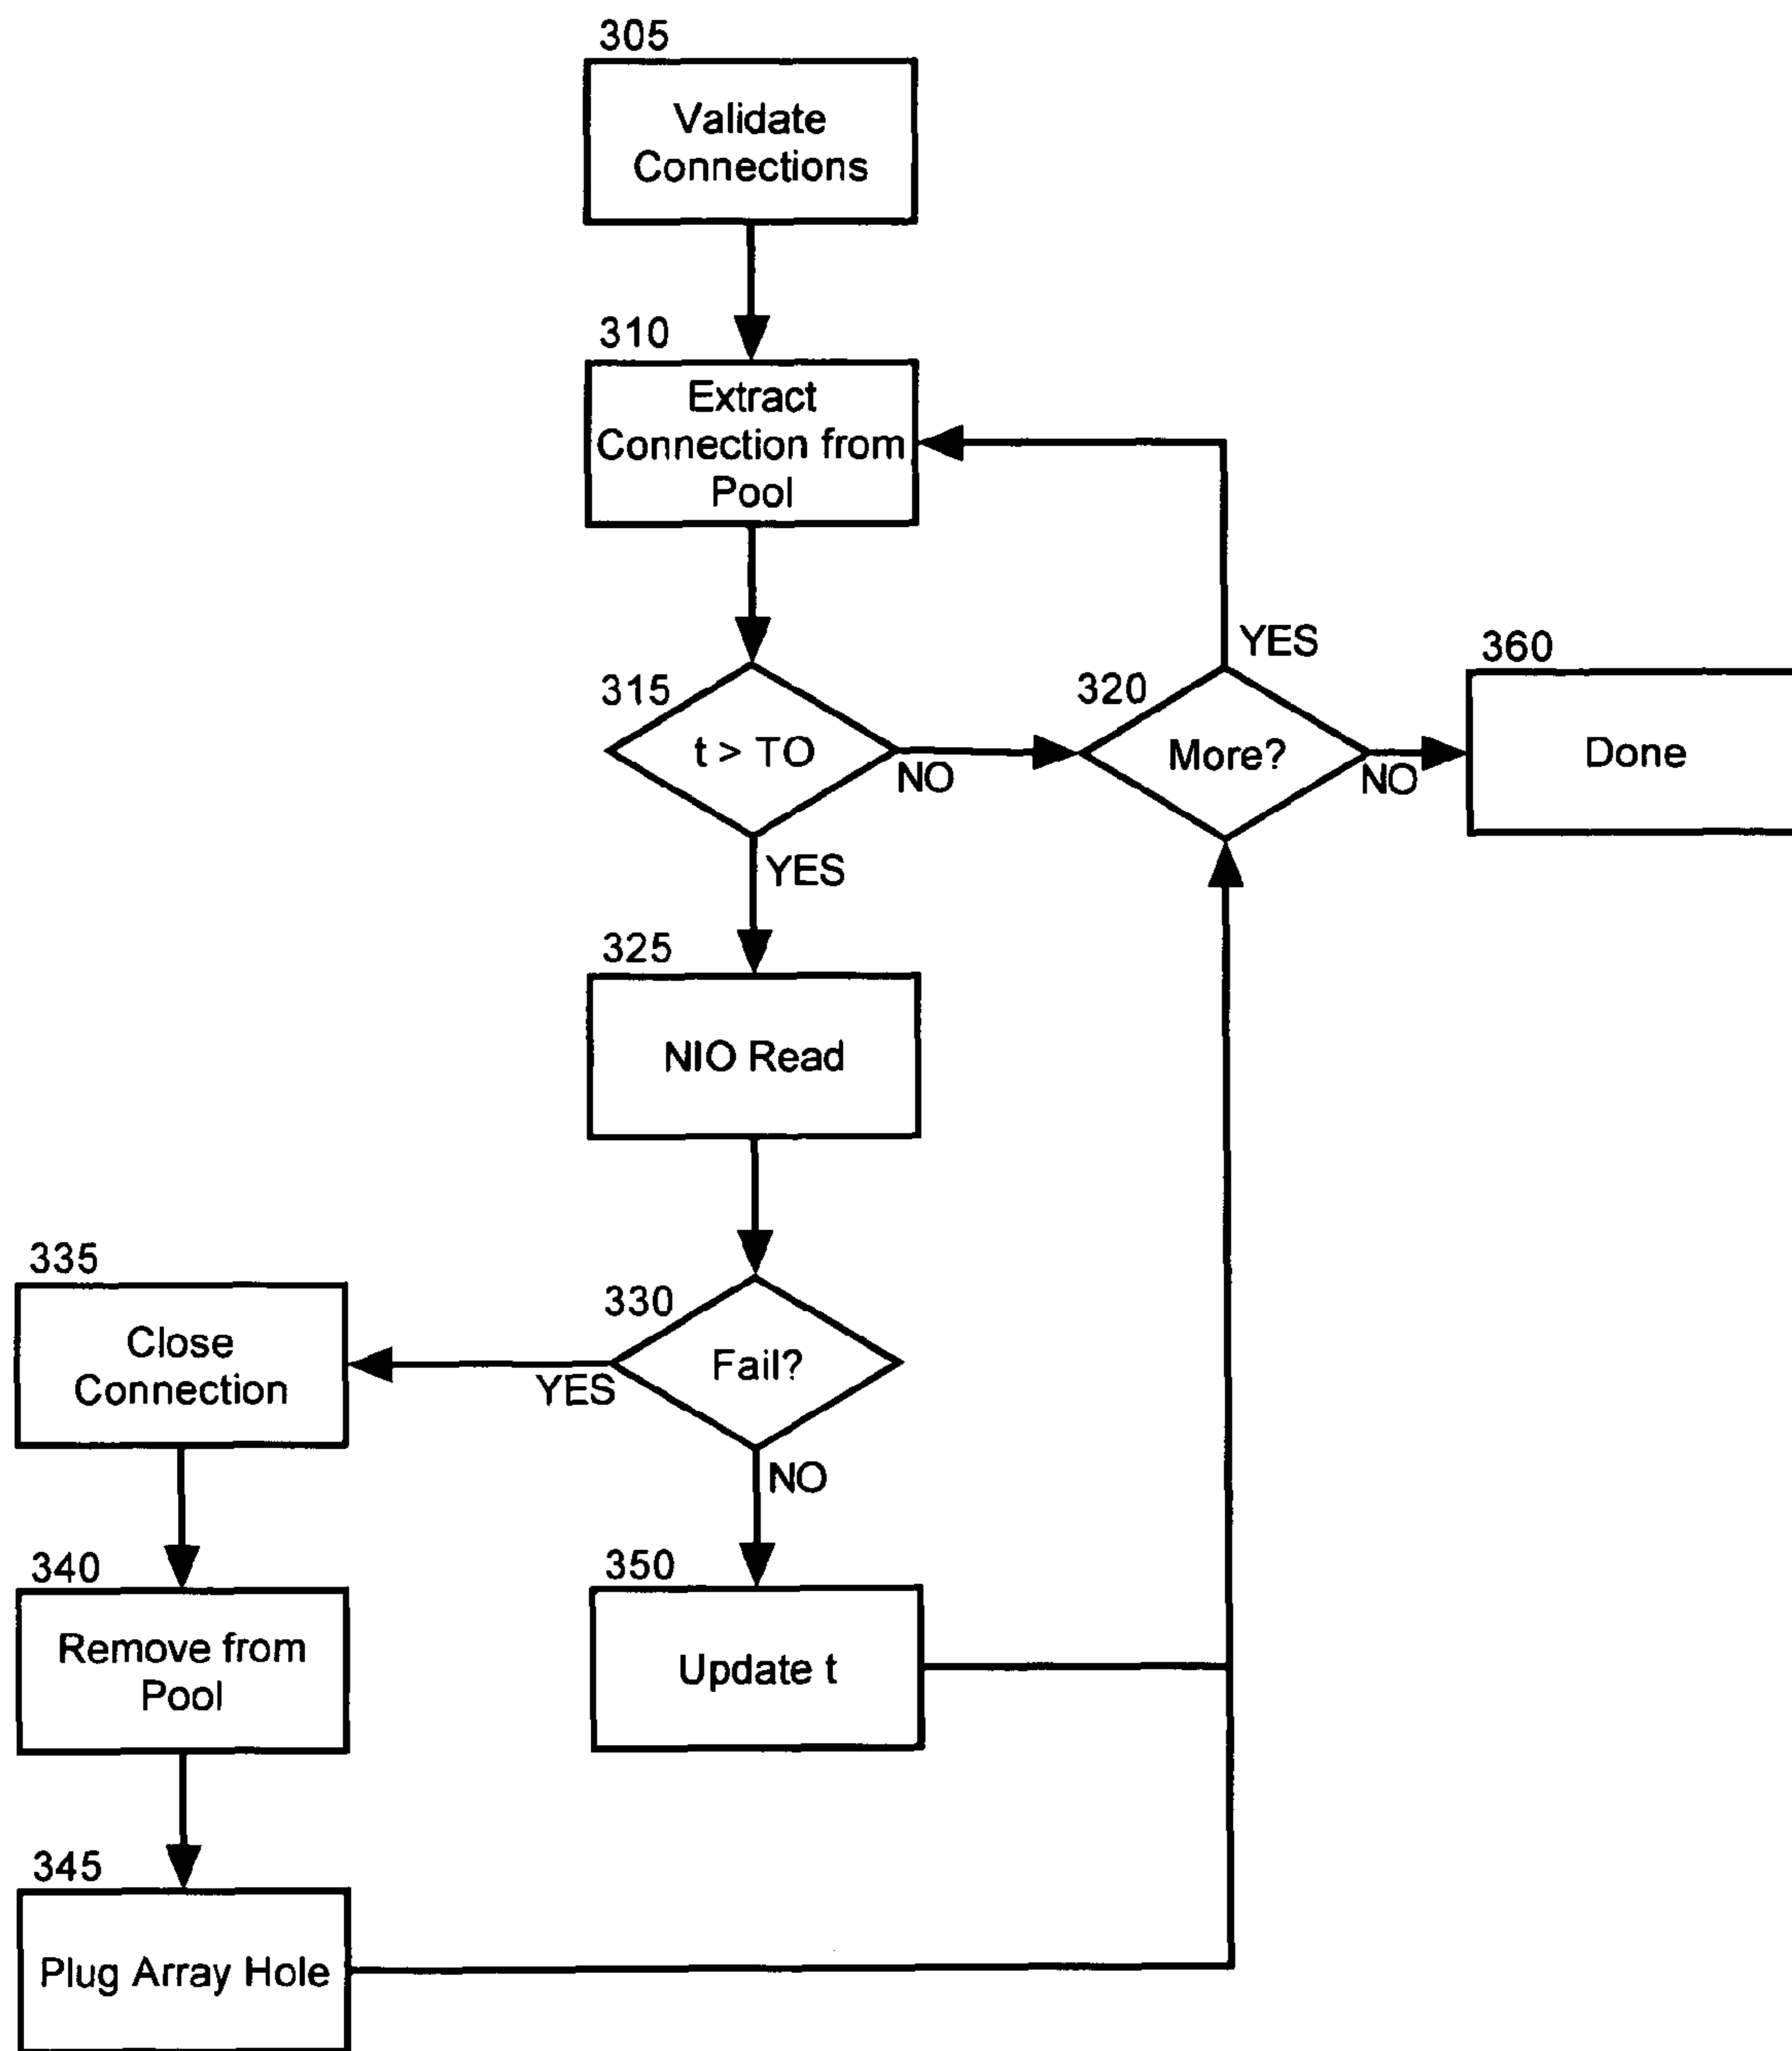 305
Validate
Connections
310
Extract
Connection from
Pool
315
t > TO
NO
YES
320
More?
YES
NO
360
Done
325
NIO Read
330
Fail?
YES
NO
335
Close
Connection
340
Remove from
Pool
345
Plug Array Hole
350
Update t